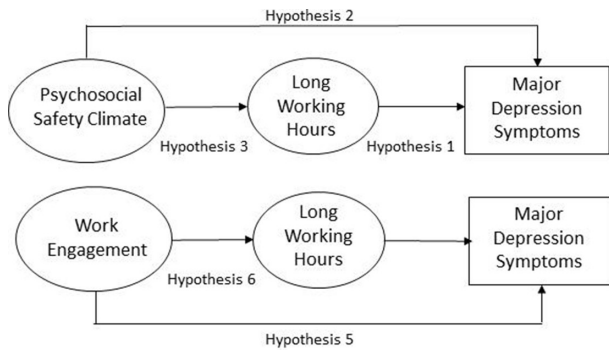 Hypothesis 2
Psychosocial
Safety Climate
Long
Working
Hours
Major
Depression
Symptoms
Hypothesis 3
Hypothesis 1
Work
Engagement
Long
Working
Hours
Major
Depression
Symptoms
Hypothesis 6
Hypothesis 5